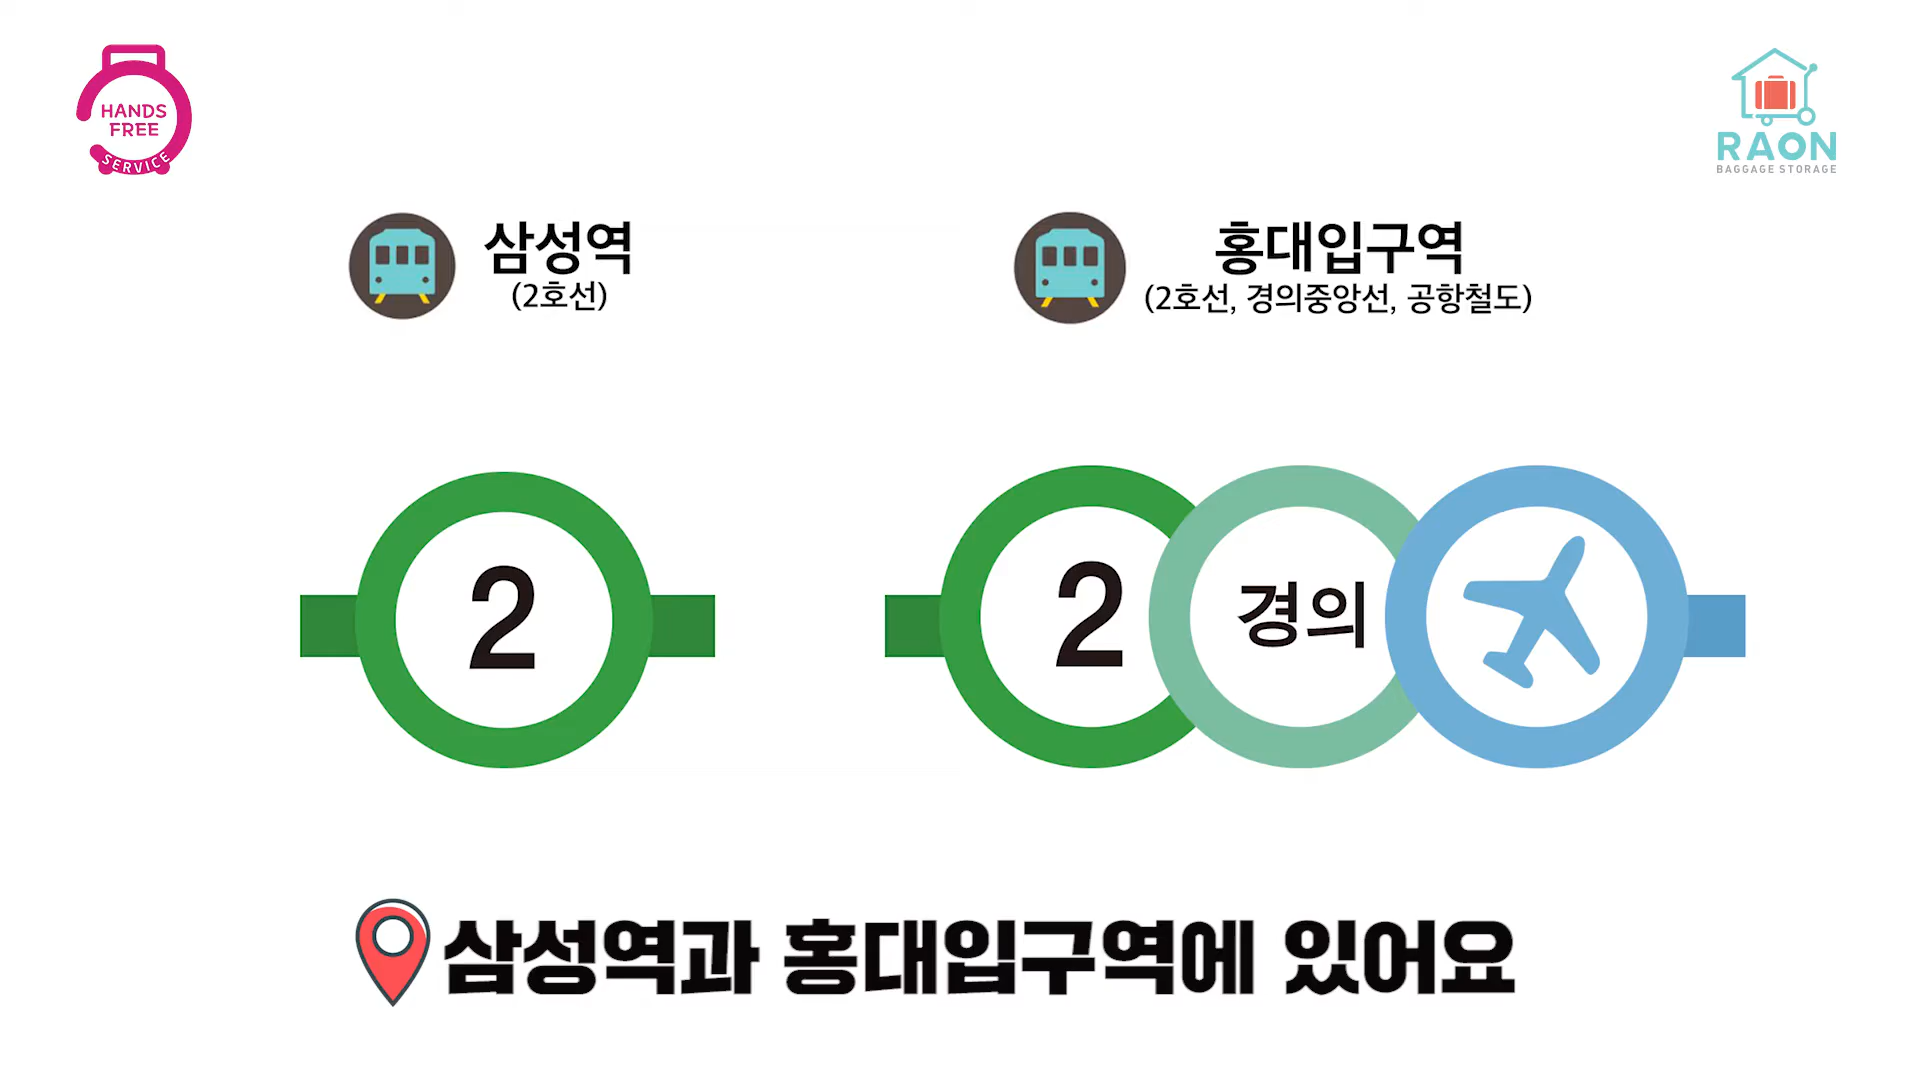 HANDS
FREE
SERVICE
RAON
BAGGAGE STORAGE
삼성역
(2호선)
홍대입구역
(2호선, 경의중앙선, 공항철도)
2
2
경의
삼성역과 홍대입구역에 있어요